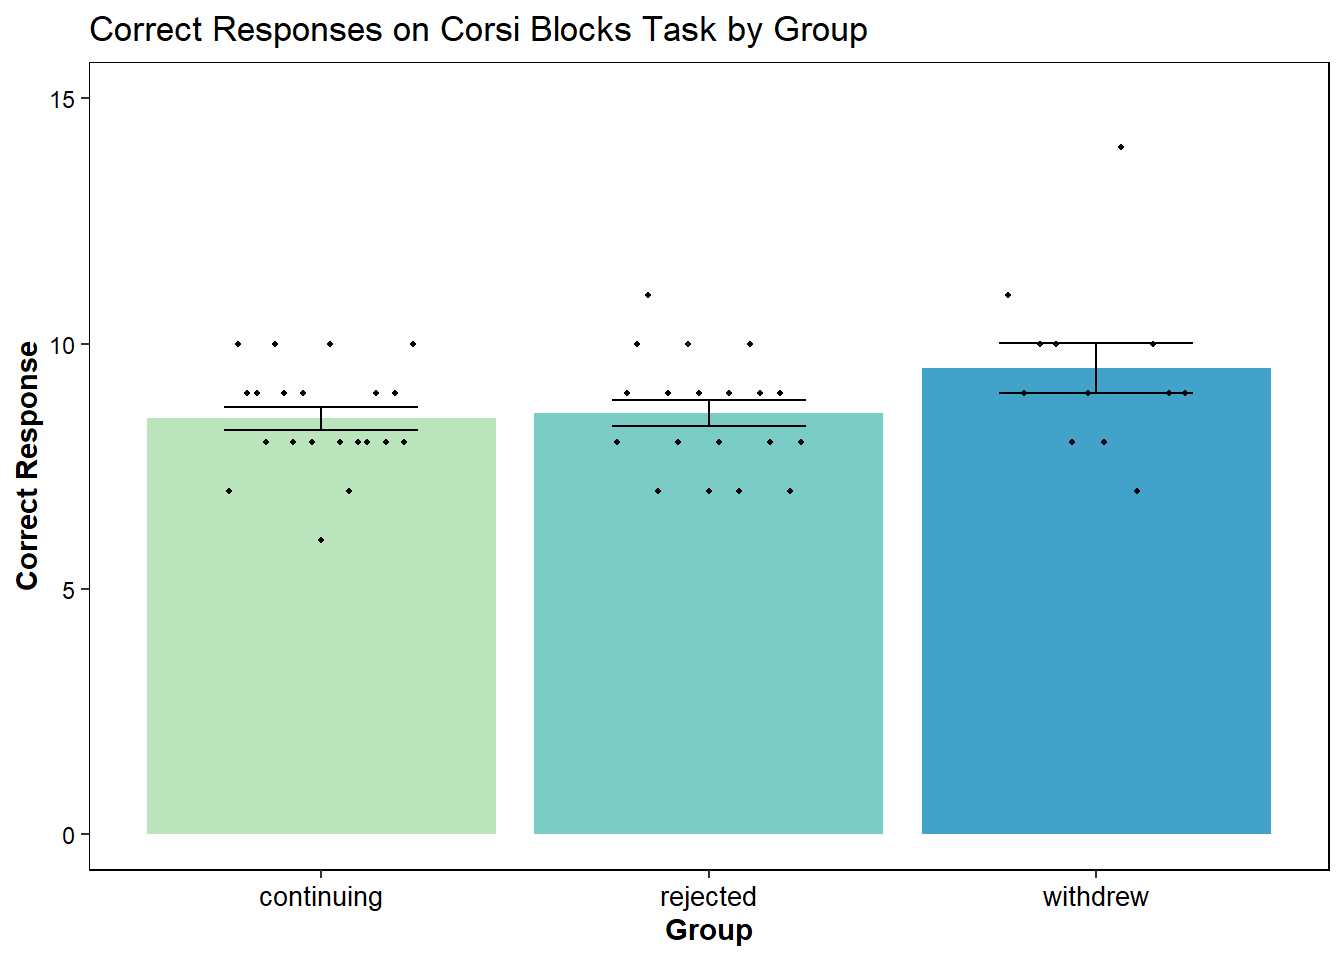 Correct Responses on Corsi Blocks Task by Group
15
10
5
0
Correct Response
continuing rejected withdrew
Group